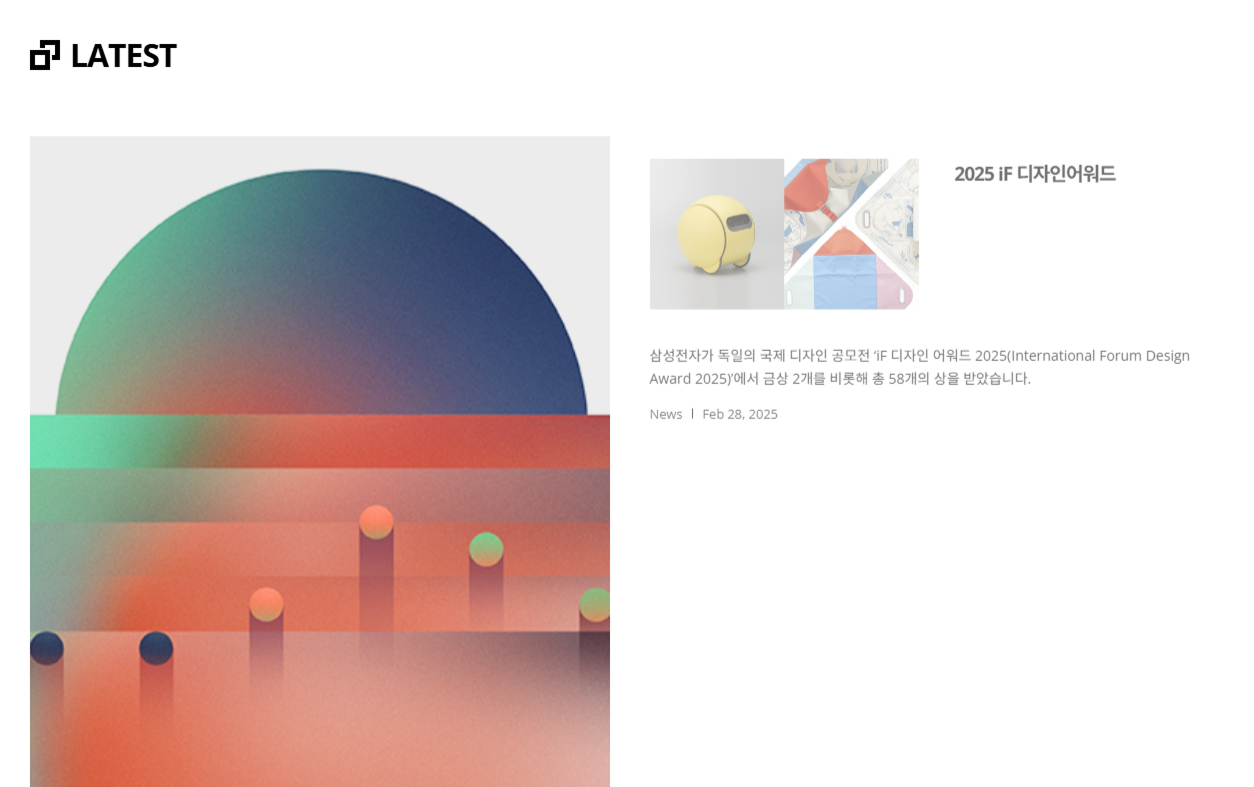 LATEST
2025 iF 디자인어워드
삼성전자가 독일의 국제 디자인 공모전 ‘iF 디자인 어워드 2025(International Forum Design
Award 2025)’에서 금상 2개를 비롯해 총 58개의 상을 받았습니다.
News | Feb 28, 2025